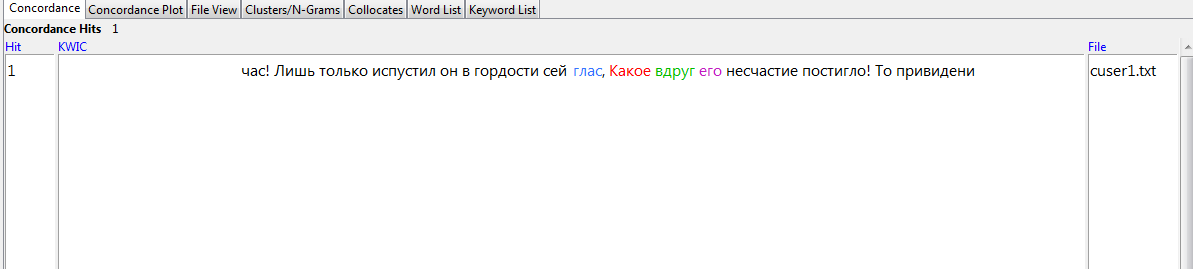 Concordance Concordance Plot File View Clusters/N-Grams Collocates Word List Keyword List
Concordance Hits 1
Hit KWIC File
1 час! Лишь только испустил он в гордости сей глас, Какое вдруг его несчастие постигло! То привидени cuser1.txt